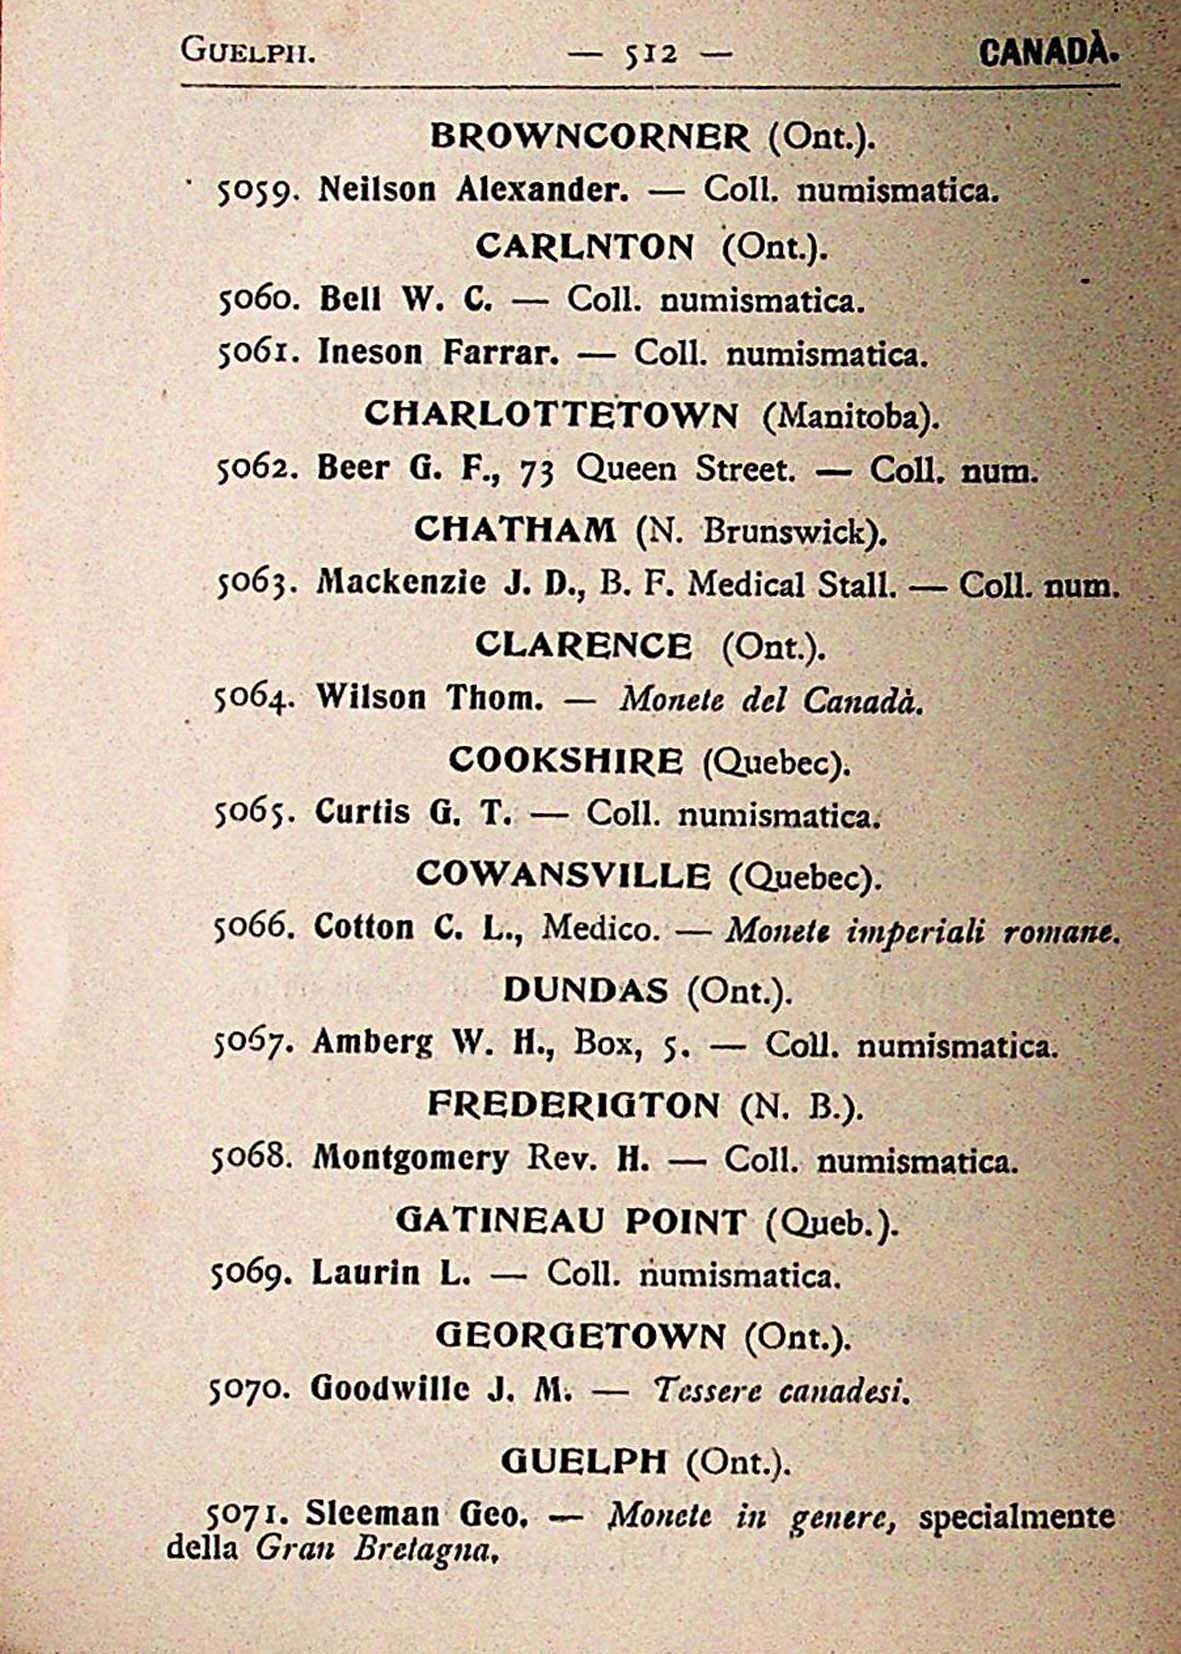 GUELPH. — 512 — CANADÀ.
BROWNCORNER (Ont.).
5059. Neilson Alexander. — Coll. numismatica.
CARLNTON (Ont.).
5060. Bell W. C. — Coll. numismatica.
5061. Ineson Farrar. — Coll. numismatica.
CHARLOTTETOWN (Manitoba).
5062. Beer G. F., 73 Queen Street. — Coll. num.
CHATHAM (N. Brunswick).
5063. Mackenzie J. D., B. F. Medical Stall. — Coll. num.
CLARENCE (Ont.).
5064. Wilson Thom. — Monete del Canadà.
COOKSHIRE (Quebec).
5065. Curtis G. T. — Coll. numismatica.
COWANSVILLE (Quebec).
5066. Cotton C. L., Medico. — Monete imperiali romane.
DUNDAS (Ont.).
5067. Amberg W. H., Box, 5. — Coll. numismatica.
FREDERIGTON (N. B.).
5068. Montgomery Rev. H. — Coll. numismatica.
GATINEAU POINT (Queb.).
5069. Laurin L. — Coll. numismatica.
GEORGETOWN (Ont.).
5070. Goodwille J. M. — Tessere canadesi.
GUELPH (Ont.).
5071. Sleeman Geo. — Monete in genere, specialmente
della Gran Bretagna.